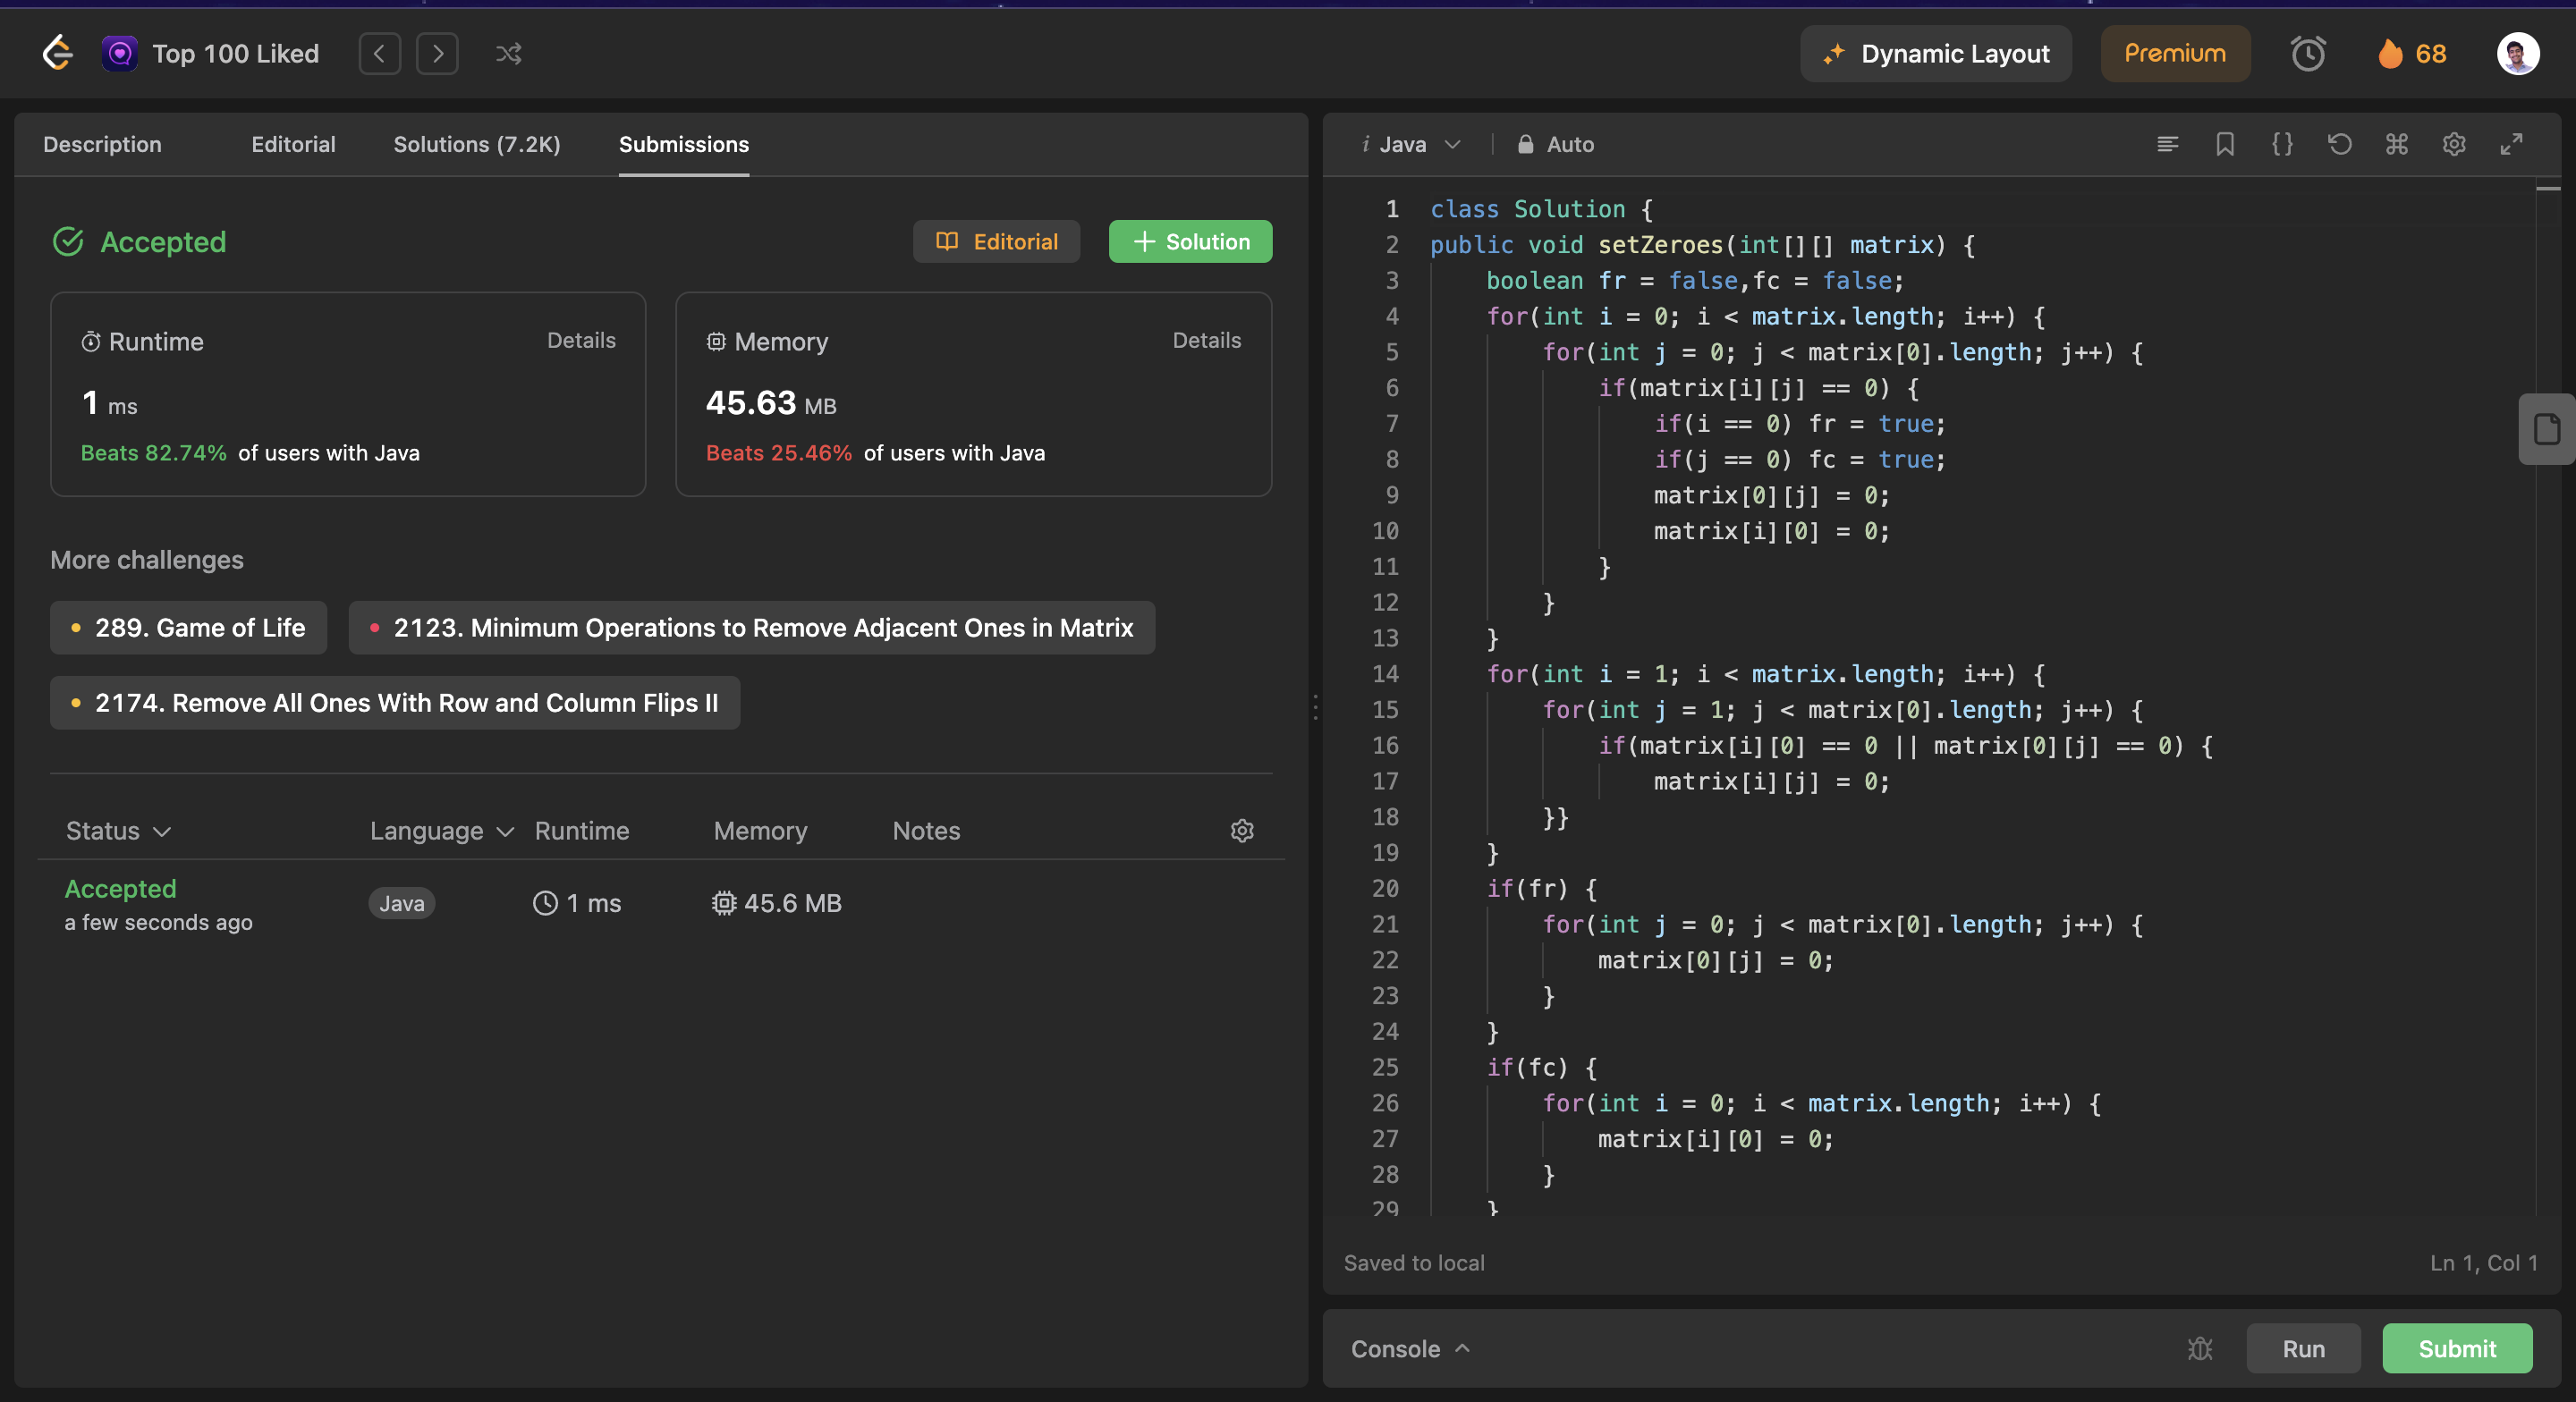 Top 100 Liked
Dynamic Layout
Premium
68
Description Editorial Solutions (7.2K) Submissions
Accepted
Editorial
Solution
Runtime Details
1 ms
Beats 82.74% of users with Java
Memory Details
45.63 MB
Beats 25.46% of users with Java
More challenges
289. Game of Life
2123. Minimum Operations to Remove Adjacent Ones in Matrix
2174. Remove All Ones With Row and Column Flips II
Status Language Runtime Memory Notes
Accepted Java 1 ms 45.6 MB
a few seconds ago
i Java Auto
1 class Solution {
2 public void setZeroes(int[][] matrix) {
3     boolean fr = false,fc = false;
4     for(int i = 0; i < matrix.length; i++) {
5         for(int j = 0; j < matrix[0].length; j++) {
6             if(matrix[i][j] == 0) {
7                 if(i == 0) fr = true;
8                 if(j == 0) fc = true;
9                 matrix[0][j] = 0;
10                 matrix[i][0] = 0;
11             }
12         }
13     }
14     for(int i = 1; i < matrix.length; i++) {
15         for(int j = 1; j < matrix[0].length; j++) {
16             if(matrix[i][0] == 0 || matrix[0][j] == 0) {
17                 matrix[i][j] = 0;
18         }}
19     }
20     if(fr) {
21         for(int j = 0; j < matrix[0].length; j++) {
22             matrix[0][j] = 0;
23         }
24     }
25     if(fc) {
26         for(int i = 0; i < matrix.length; i++) {
27             matrix[i][0] = 0;
28         }
29     }
Saved to local
Ln 1, Col 1
Console
Run
Submit